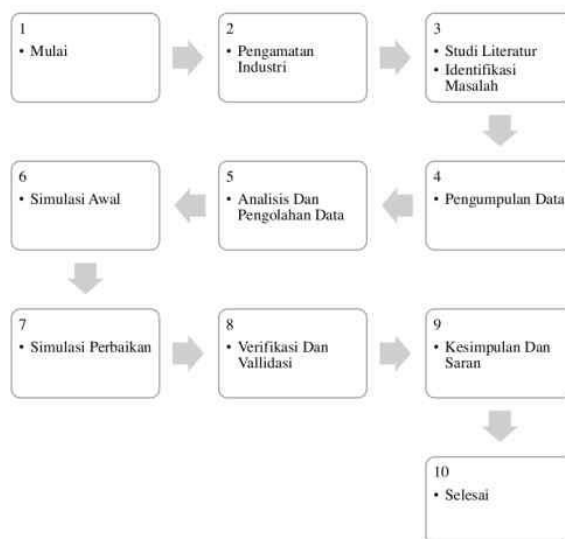 1
• Mulai
2
• Pengamatan
Industri
3
• Studi Literatur
• Identifikasi
Masalah
4
• Pengumpulan Data
5
• Analisis Dan
Pengolahan Data
6
• Simulasi Awal
7
• Simulasi Perbaikan
8
• Verifikasi Dan
Vallidasi
9
• Kesimpulan Dan
Saran
10
• Selesai